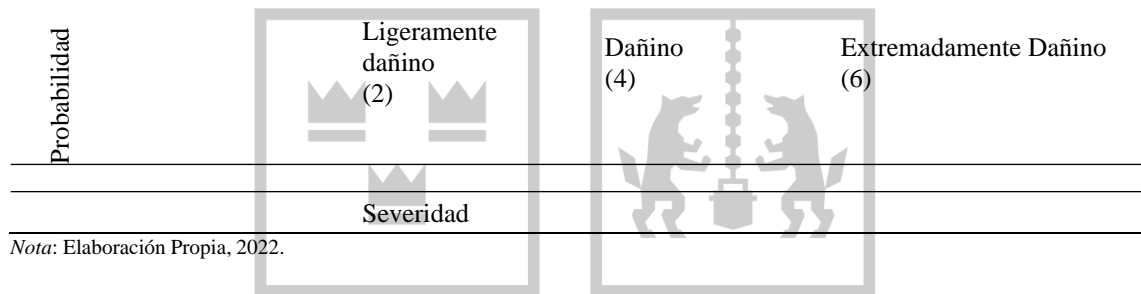 Probabilidad
Ligeramente
dañino
(2)
Dañino
(4)
Extremadamente Dañino
(6)
Severidad
Nota: Elaboración Propia, 2022.